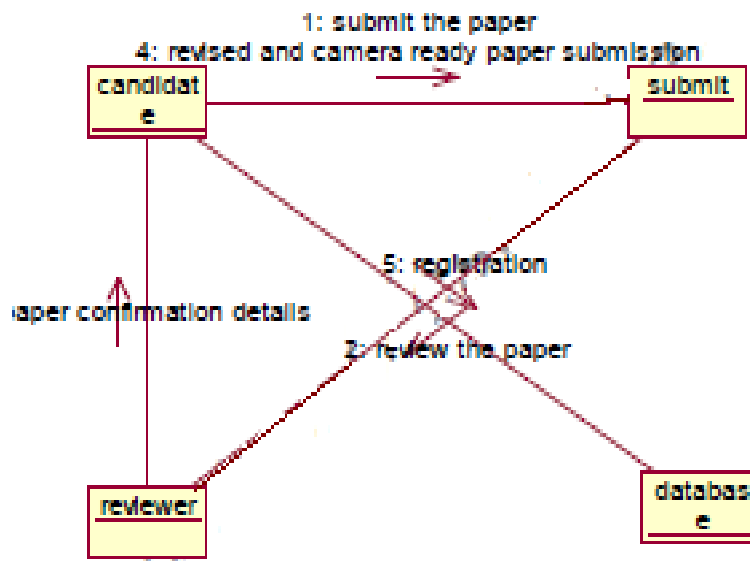 1: submit the paper
4: revised and camera ready paper submission
candidat
e
submit
5: registration
confirmation details
2: review the paper
reviewer
databas
e